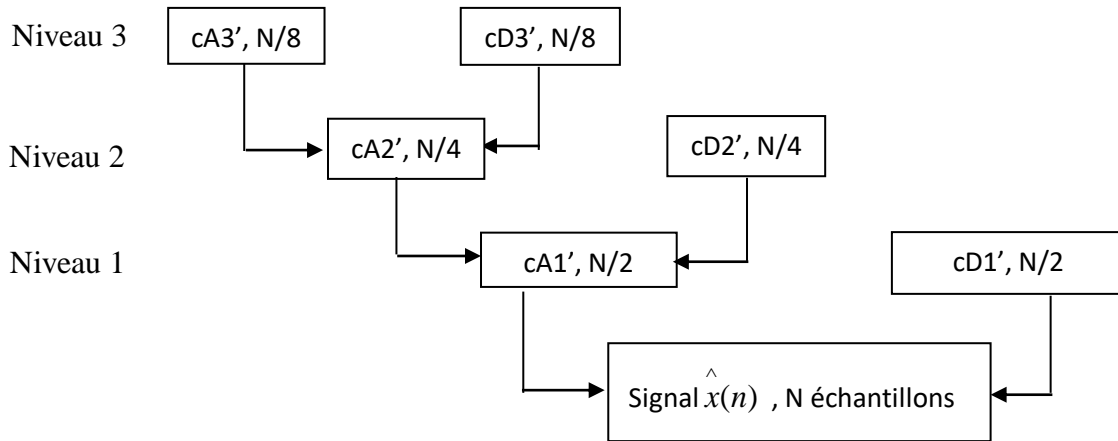 Niveau 3
cA3’, N/8
cD3’, N/8
Niveau 2
cA2’, N/4
cD2’, N/4
Niveau 1
cA1’, N/2
cD1’, N/2
Signal x̂(n) , N échantillons